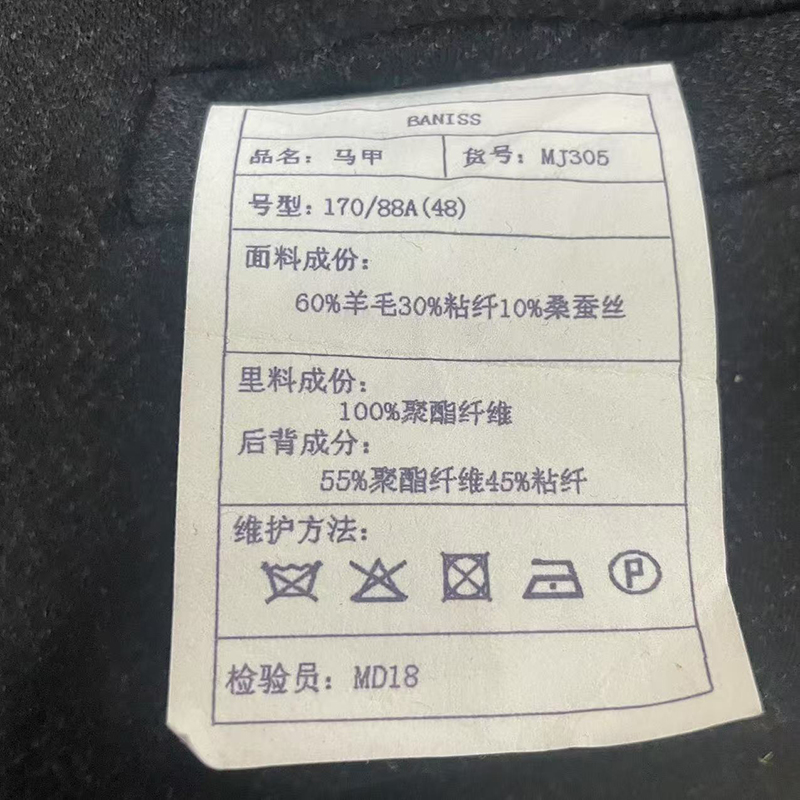 BANISS
品名：马甲 货号：MJ305
号型：170/88A(48)
面料成份：
60%羊毛30%粘纤10%桑蚕丝
里料成份：
100%聚酯纤维
后背成分：
55%聚酯纤维45%粘纤
维护方法：
P
检验员：MD18